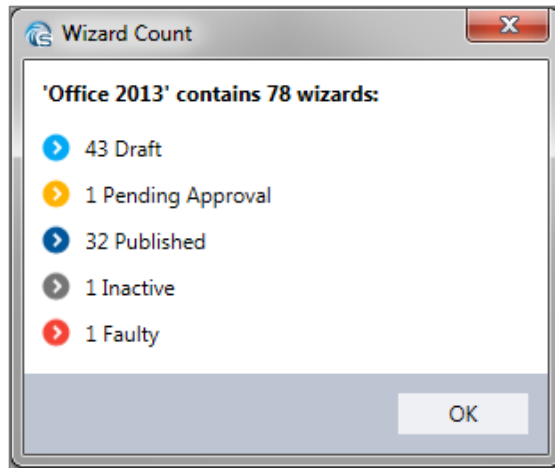 Wizard Count
'Office 2013' contains 78 wizards:
43 Draft
1 Pending Approval
32 Published
1 Inactive
1 Faulty
OK